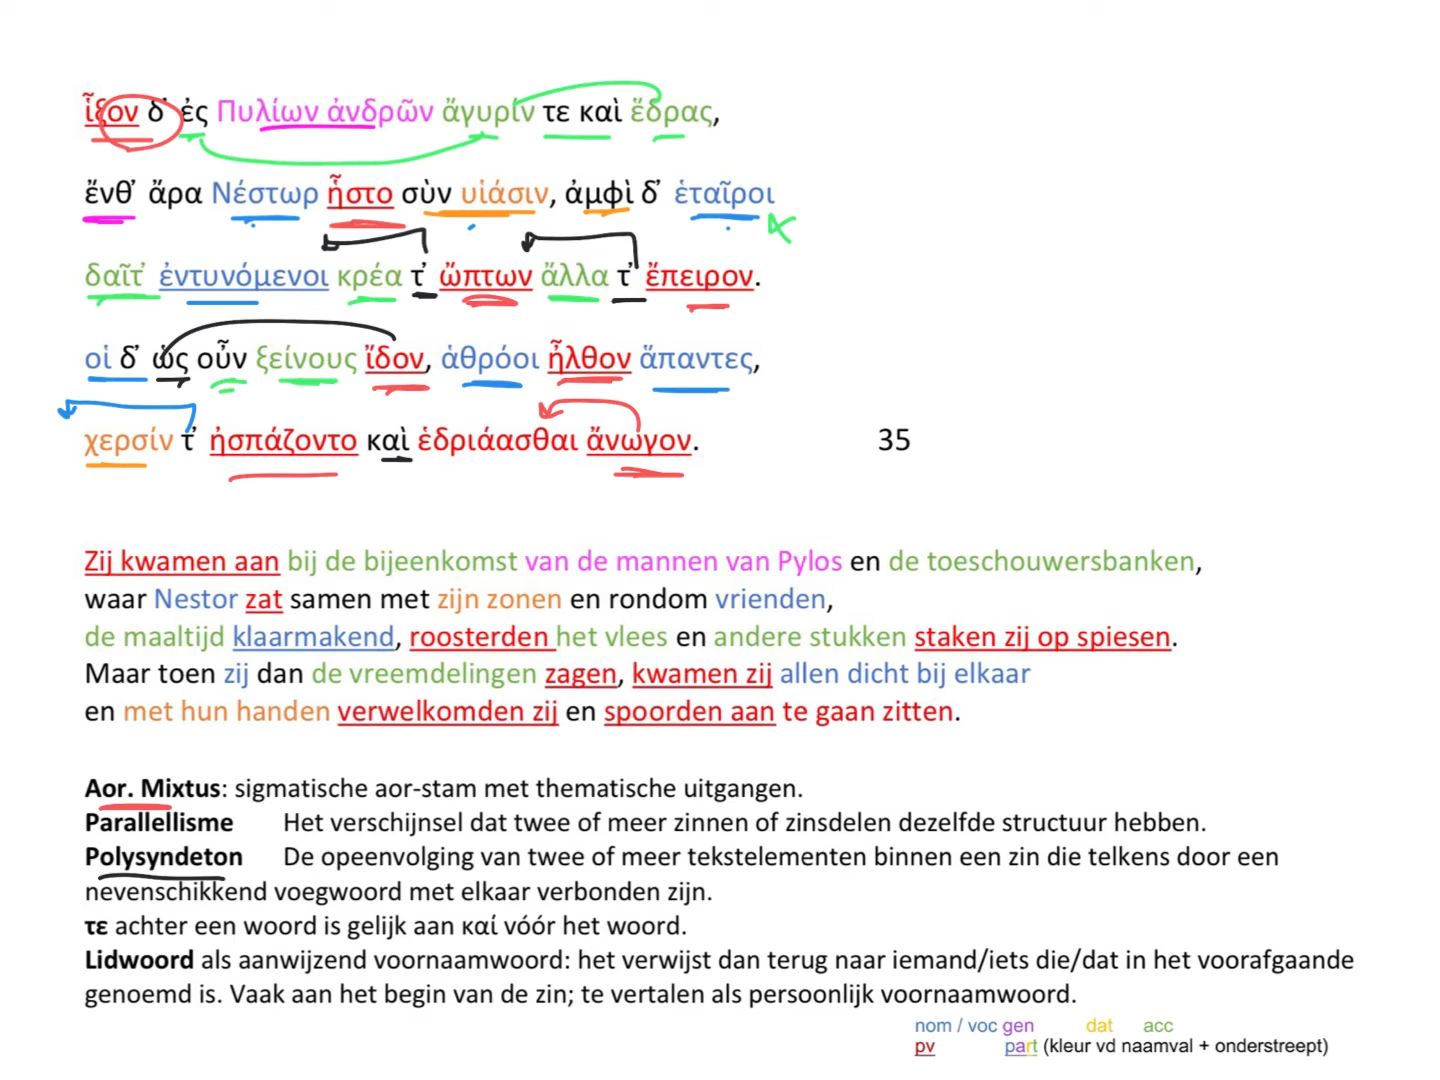 ἷξον δ᾽ ἐς Πυλίων ἀνδρῶν ἄγυρίν τε καὶ ἕδρας,
ἔνθ᾽ ἄρα Νέστωρ ἧστο σὺν υἱάσιν, ἀμφὶ δ᾽ ἑταῖροι
δαῖτ᾽ ἐντυνόμενοι κρέα τ᾽ ὤπτων ἄλλα τ᾽ ἔπειρον.
οἱ δ᾽ ὡς οὖν ξείνους ἴδον, ἁθρόοι ἦλθον ἅπαντες,
χερσίν τ᾽ ἠσπάζοντο καὶ ἑδριάασθαι ἄνωγον. 35
Zij kwamen aan bij de bijeenkomst van de mannen van Pylos en de toeschouwersbanken,
waar Nestor zat samen met zijn zonen en rondom vrienden,
de maaltijd klaarmakend, roosterden het vlees en andere stukken staken zij op spiesen.
Maar toen zij dan de vreemdelingen zagen, kwamen zij allen dicht bij elkaar
en met hun handen verwelkomden zij en spoorden aan te gaan zitten.
Aor. Mixtus: sigmatische aor-stam met thematische uitgangen.
Parallellisme Het verschijnsel dat twee of meer zinnen of zinsdelen dezelfde structuur hebben.
Polysyndeton De opeenvolging van twee of meer tekstelementen binnen een zin die telkens door een
nevenschikkend voegwoord met elkaar verbonden zijn.
τε achter een woord is gelijk aan καί vóór het woord.
Lidwoord als aanwijzend voornaamwoord: het verwijst dan terug naar iemand/iets die/dat in het voorafgaande
genoemd is. Vaak aan het begin van de zin; te vertalen als persoonlijk voornaamwoord.
nom / voc gen dat acc
pv part (kleur vd naamval + onderstreept)